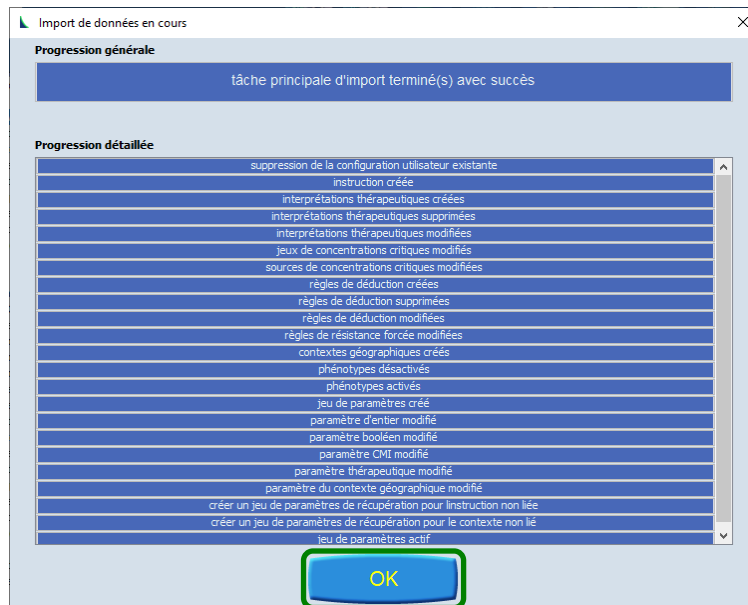 Import de données en cours
Progression générale
tâche principale d'import terminé(s) avec succès
Progression détaillée
suppression de la configuration utilisateur existante
instruction créée
interprétations thérapeutiques créées
interprétations thérapeutiques supprimées
interprétations thérapeutiques modifiées
jeux de concentrations critiques modifiés
sources de concentrations critiques modifiées
règles de déduction créées
règles de déduction supprimées
règles de déduction modifiées
règles de résistance forcée modifiées
contextes géographiques créés
phénotypes désactivés
phénotypes activés
jeu de paramètres créé
paramètre d'entier modifié
paramètre booléen modifié
paramètre CMI modifié
paramètre thérapeutique modifié
paramètre du contexte géographique modifié
créer un jeu de paramètres de récupération pour linstruction non liée
créer un jeu de paramètres de récupération pour le contexte non lié
jeu de paramètres actif
OK